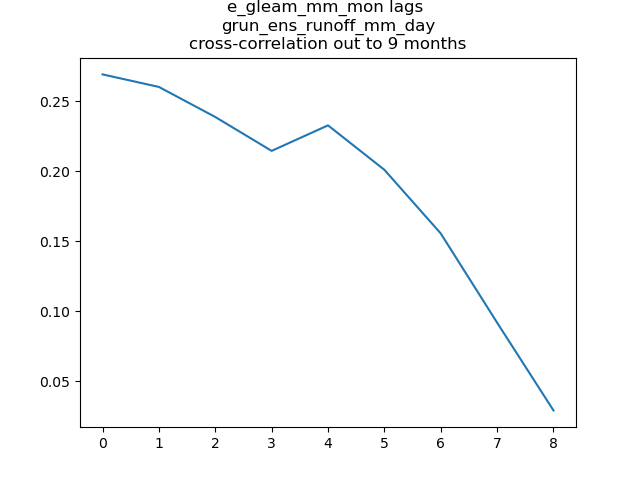 e_gleam_mm_mon lags
grun_ens_runoff_mm_day
cross-correlation out to 9 months
0.25
0.20
0.15
0.10
0.05
0 1 2 3 4 5 6 7 8